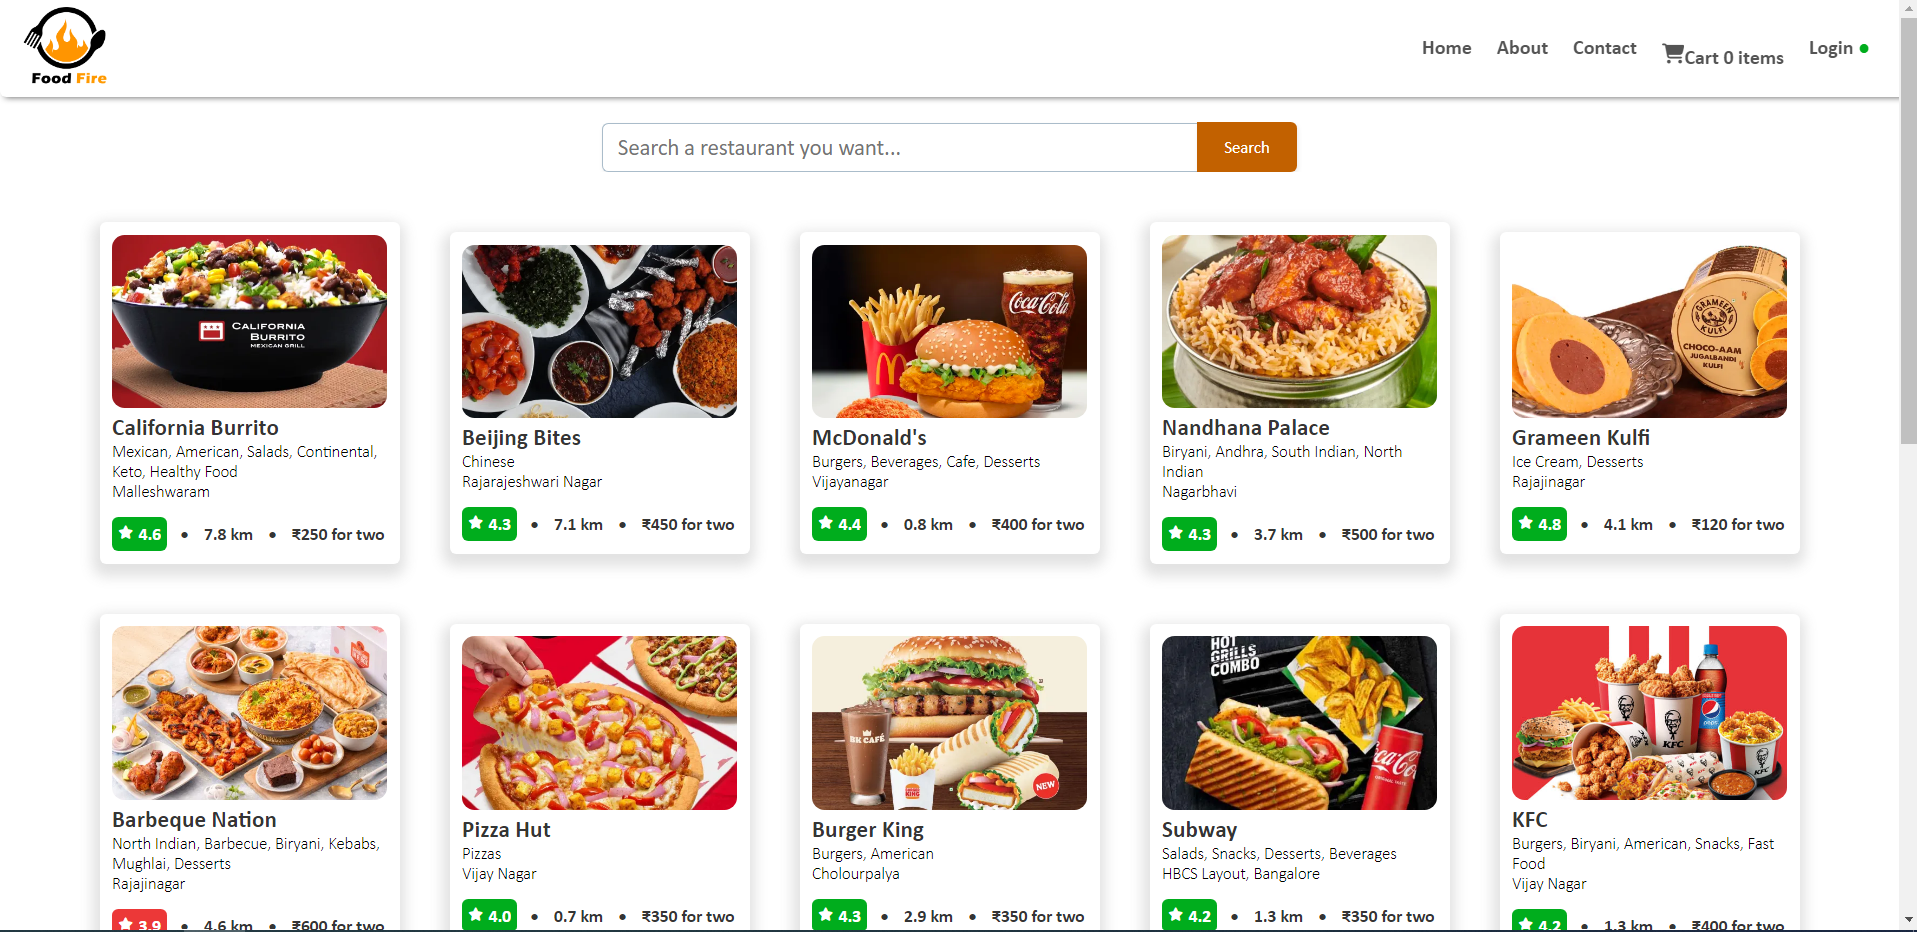 Food Fire
Home
About
Contact
Cart 0 items
Login
Search a restaurant you want...
Search
CALIFORNIA
BURRITO
MEXICAN GRILL
California Burrito
Mexican, American, Salads, Continental,
Keto, Healthy Food
Malleshwaram
4.6 • 7.8 km • ₹250 for two
Beijing Bites
Chinese
Rajarajeshwari Nagar
4.3 • 7.1 km • ₹450 for two
Coca-Cola
McDonald's
Burgers, Beverages, Cafe, Desserts
Vijayanagar
4.4 • 0.8 km • ₹400 for two
Nandhana Palace
Biryani, Andhra, South Indian, North
Indian
Nagarbhavi
4.3 • 3.7 km • ₹500 for two
GRAMEEN
KULFI
CHOCO-AAM
JUGALBANDI
KULFI
Grameen Kulfi
Ice Cream, Desserts
Rajajinagar
4.8 • 4.1 km • ₹120 for two
Barbeque Nation
North Indian, Barbecue, Biryani, Kebabs,
Mughlai, Desserts
Rajajinagar
3.9 • 4.6 km • ₹600 for two
Pizza Hut
Pizzas
Vijay Nagar
4.0 • 0.7 km • ₹350 for two
BK CAFÉ
KING
NEW
Burger King
Burgers, American
Cholourpalya
4.3 • 2.9 km • ₹350 for two
HOT
GRILLS
COMBO
Coca-Co
Subway
Salads, Snacks, Desserts, Beverages
HBCS Layout, Bangalore
4.2 • 1.3 km • ₹350 for two
pepsi
KFC
KFC
KFC
Burgers, Biryani, American, Snacks, Fast
Food
Vijay Nagar
4.2 • 1.3 km • ₹400 for two